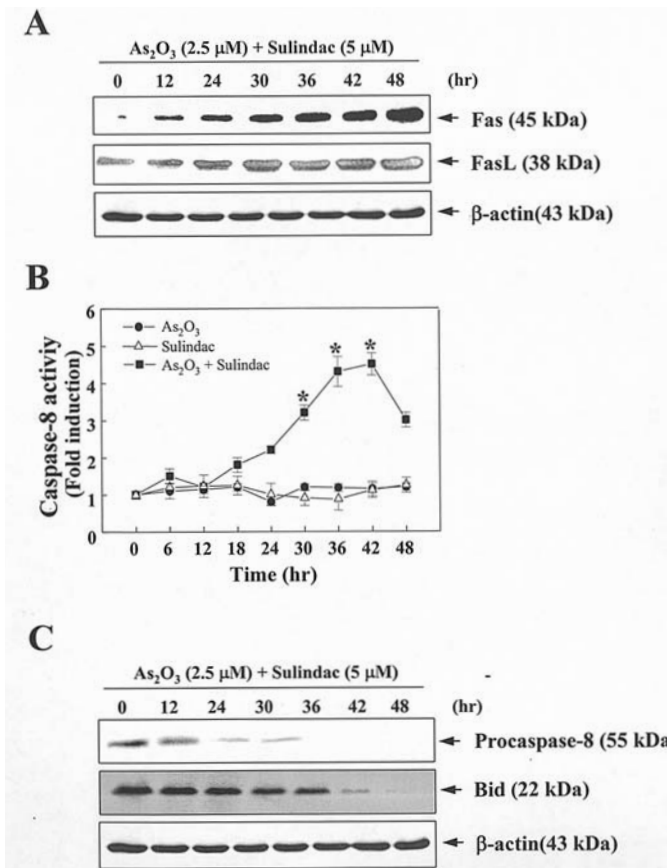 A
As₂O₃ (2.5 μM) + Sulindac (5 μM)
0 12 24 30 36 42 48 (hr)
Fas (45 kDa)
FasL (38 kDa)
β-actin(43 kDa)
B
Caspase-8 activiy
(Fold induction)
6
5
4
3
2
1
0
As₂O₃
Sulindac
As₂O₃ + Sulindac
* * *
0 6 12 18 24 30 36 42 48
Time (hr)
C
As₂O₃ (2.5 μM) + Sulindac (5 μM)
0 12 24 30 36 42 48 (hr)
Procaspase-8 (55 kDa
Bid (22 kDa)
β-actin(43 kDa)